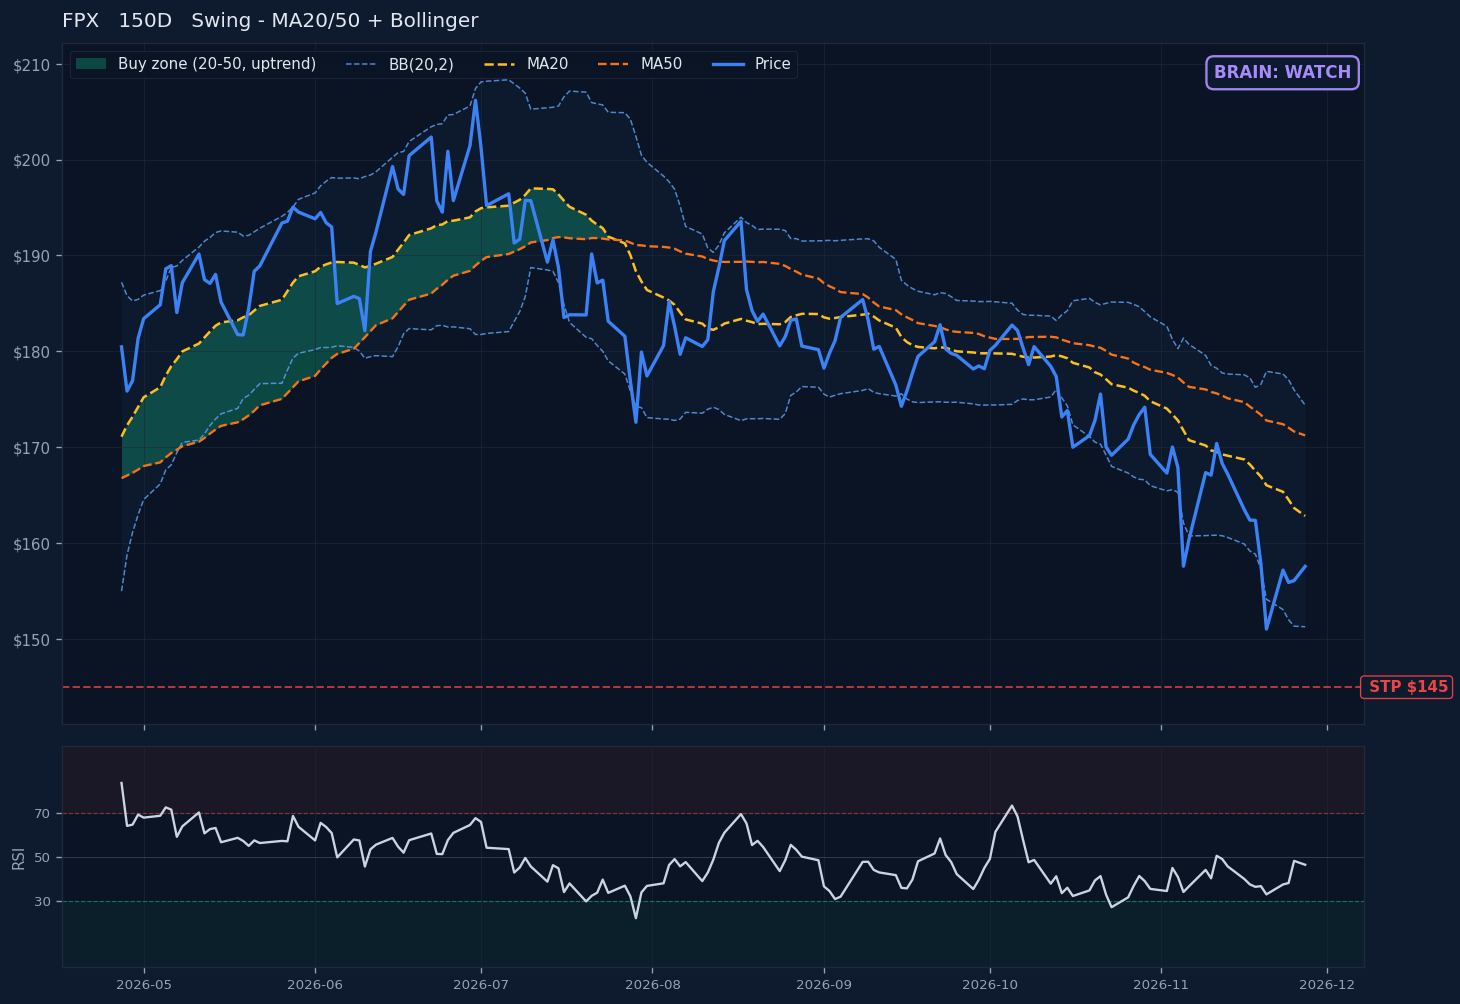 FPX 150D Swing - MA20/50 + Bollinger
Buy zone (20-50, uptrend) BB(20,2) MA20 MA50 Price
BRAIN: WATCH
$210
$200
$190
$180
$170
$160
$150
STP $145
70
50
30
RSI
2026-05 2026-06 2026-07 2026-08 2026-09 2026-10 2026-11 2026-12